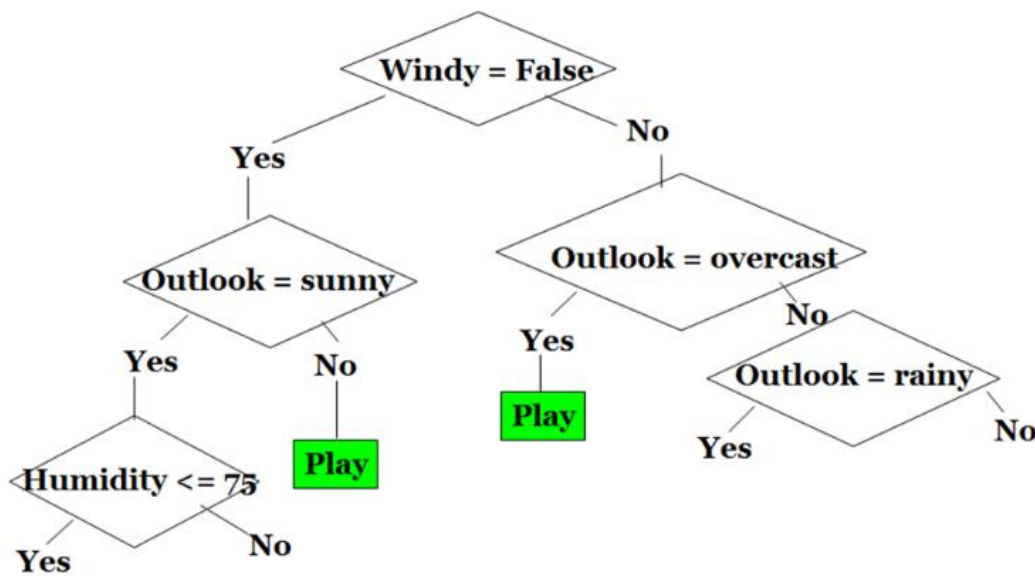 Windy = False
Yes
No
Outlook = sunny
Outlook = overcast
Yes
No
Play
Yes
Play
No
Outlook = rainy
Yes
No
Humidity <= 75
Yes
No